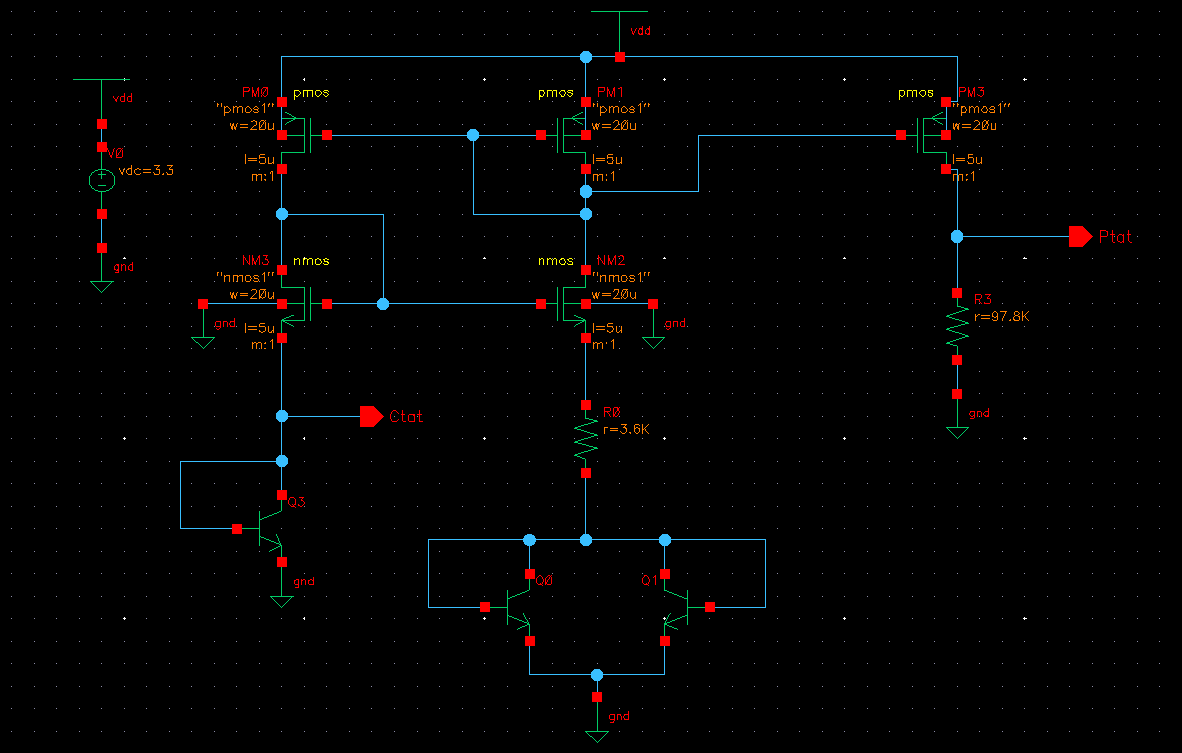 vdd
vdd
V0
vdc=3.3
gnd
PM0
pmos
"pmos1"
w=20u
l=5u
m:1
pmos
PM1
"pmos1"
w=20u
l=5u
m:1
pmos
PM3
"pmos1"
w=20u
l=5u
m:1
Ptat
NM3
nmos
"nmos1"
w=20u
gnd
l=5u
m:1
nmos
NM2
"nmos1"
w=20u
gnd
l=5u
m:1
R3
r=97.8K
gnd
Ctat
R0
r=3.6K
Q3
gnd
Q0
Q1
gnd